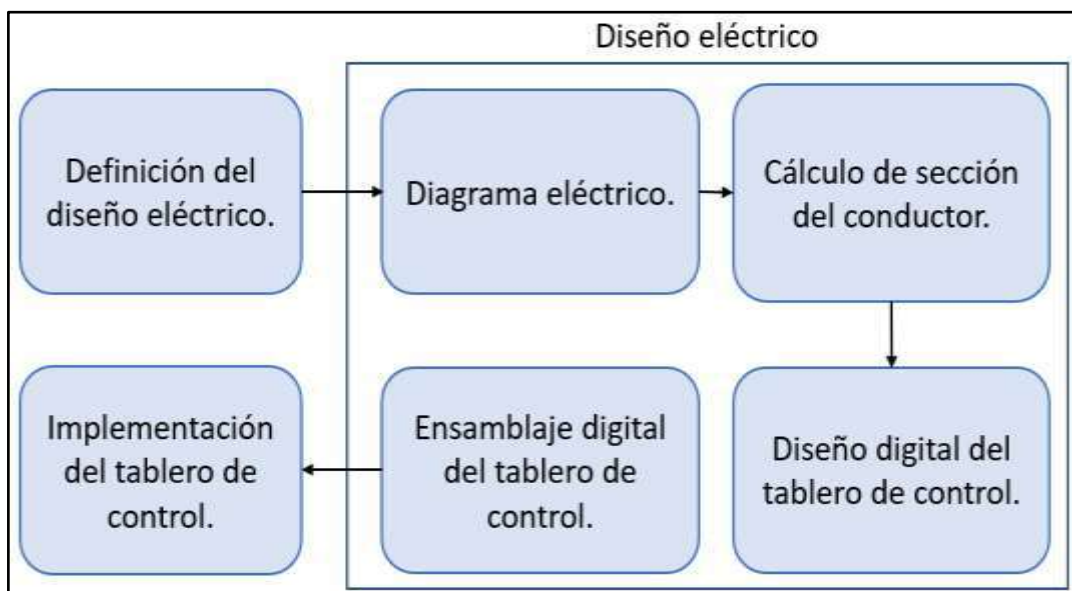 Diseño eléctrico
Definición del
diseño eléctrico.
Diagrama eléctrico.
Cálculo de sección
del conductor.
Diseño digital del
tablero de control.
Ensamblaje digital
del tablero de
control.
Implementación
del tablero de
control.